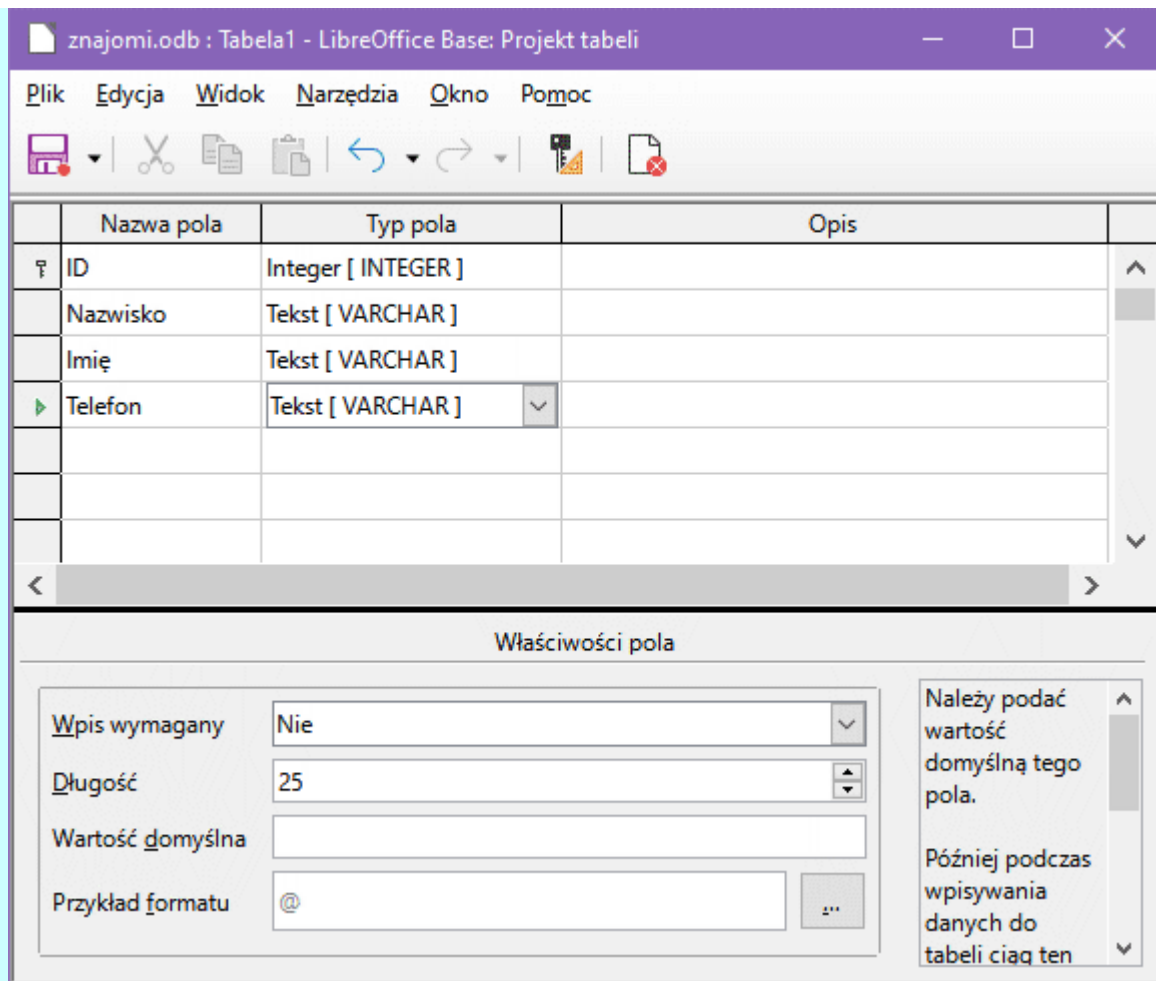 znajomi.odb : Tabela1 - LibreOffice Base: Projekt tabeli
Plik Edycja Widok Narzędzia Okno Pomoc
Nazwa pola Typ pola Opis
ID Integer [ INTEGER ]
Nazwisko Tekst [ VARCHAR ]
Imię Tekst [ VARCHAR ]
Telefon Tekst [ VARCHAR ]
Właściwości pola
Wpis wymagany Nie
Długość 25
Wartość domyślna
Przykład formatu @ ...
Należy podać
wartość
domyślną tego
pola.
Później podczas
wpisywania
danych do
tabeli ciąg ten